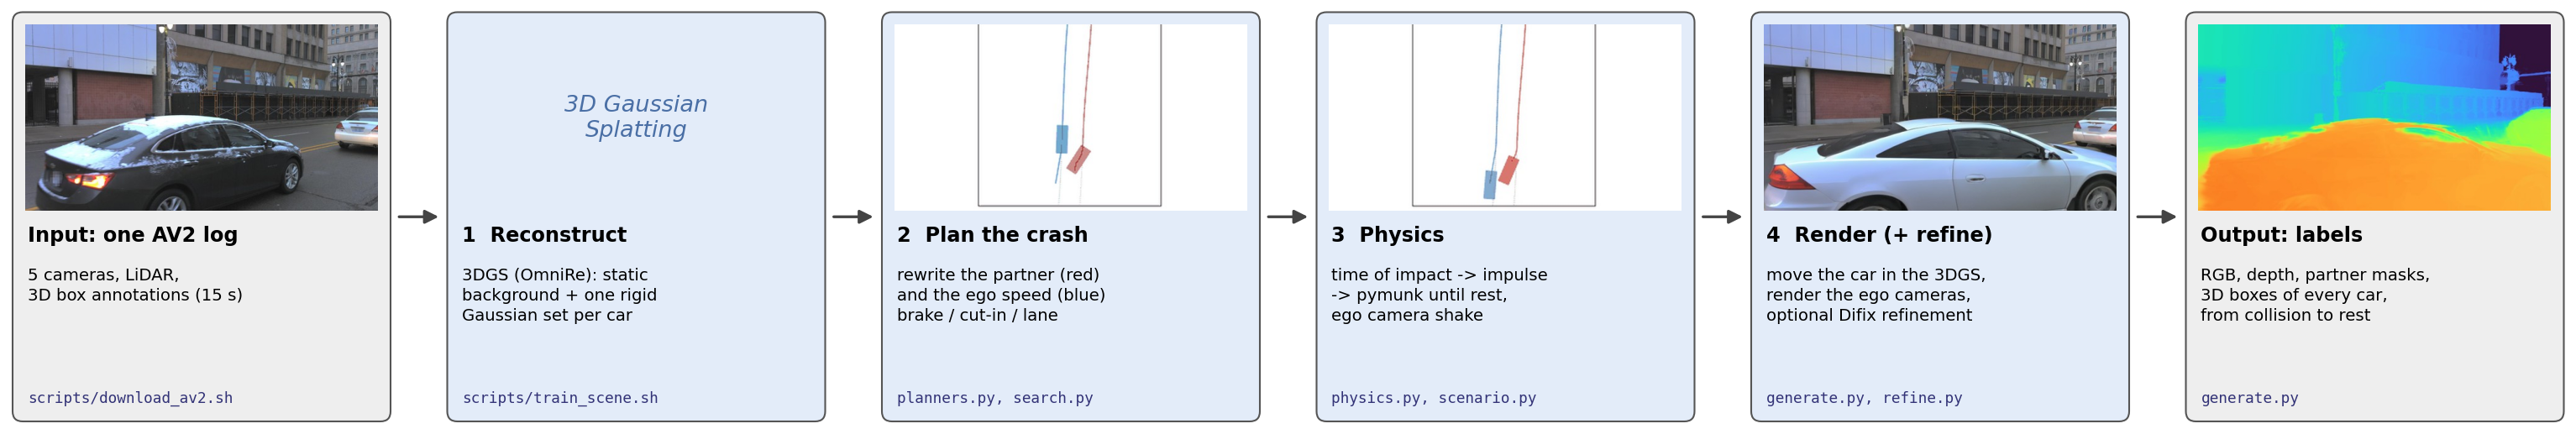 Input: one AV2 log
5 cameras, LiDAR,
3D box annotations (15 s)
scripts/download_av2.sh
3D Gaussian
Splatting
1 Reconstruct
3DGS (OmniRe): static
background + one rigid
Gaussian set per car
scripts/train_scene.sh
2 Plan the crash
rewrite the partner (red)
and the ego speed (blue)
brake / cut-in / lane
planners.py, search.py
3 Physics
time of impact -> impulse
-> pymunk until rest,
ego camera shake
physics.py, scenario.py
4 Render (+ refine)
move the car in the 3DGS,
render the ego cameras,
optional Difix refinement
generate.py, refine.py
Output: labels
RGB, depth, partner masks,
3D boxes of every car,
from collision to rest
generate.py